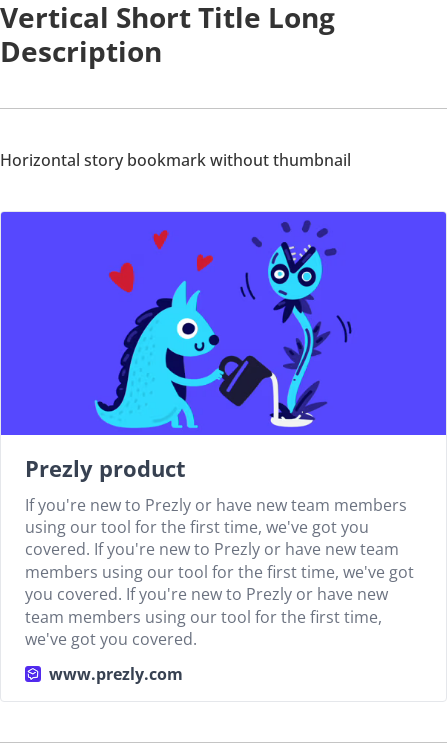 Vertical Short Title Long
Description
Horizontal story bookmark without thumbnail
Prezly product
If you're new to Prezly or have new team members
using our tool for the first time, we've got you
covered. If you're new to Prezly or have new team
members using our tool for the first time, we've got
you covered. If you're new to Prezly or have new
team members using our tool for the first time,
we've got you covered.
www.prezly.com